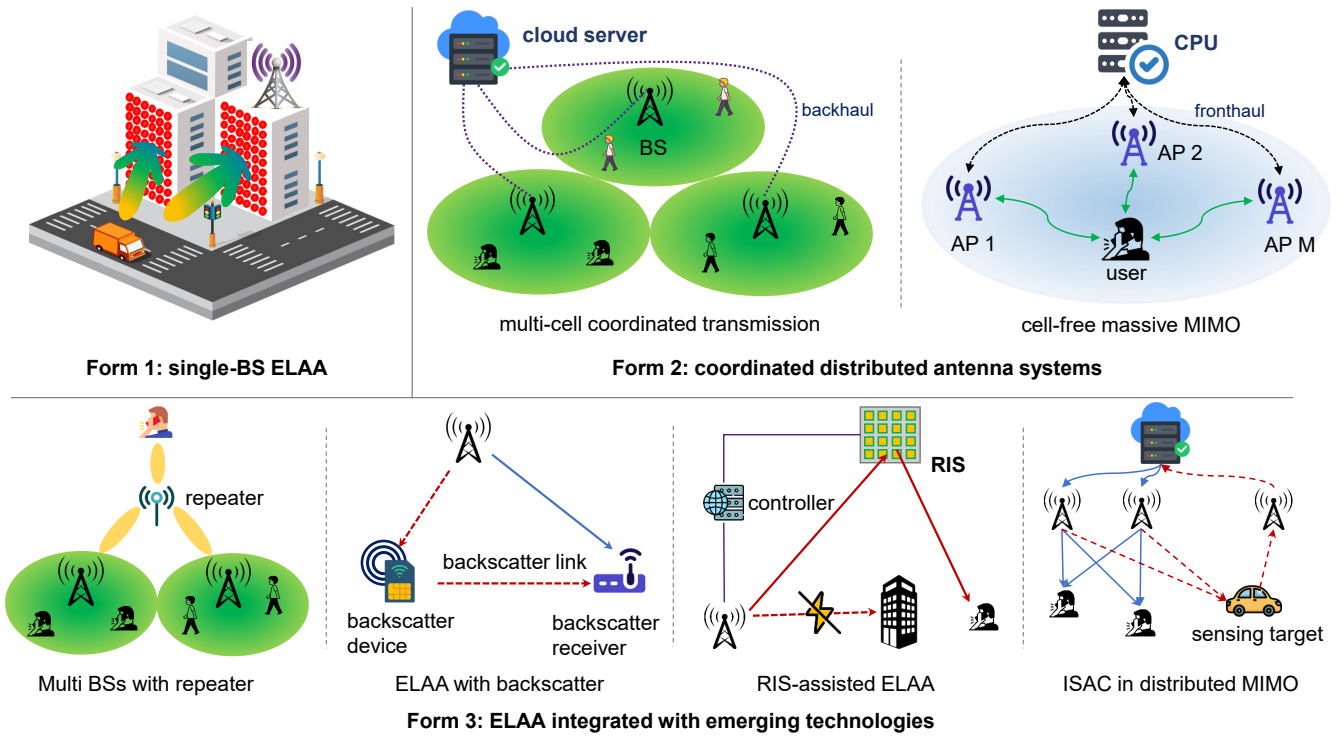 cloud server
BS
backhaul
multi-cell coordinated transmission
CPU
fronthaul
AP 2
AP 1
AP M
user
cell-free massive MIMO
Form 1: single-BS ELAA
Form 2: coordinated distributed antenna systems
repeater
Multi BSs with repeater
backscatter link
backscatter
device
backscatter
receiver
ELAA with backscatter
RIS
controller
RIS-assisted ELAA
sensing target
ISAC in distributed MIMO
Form 3: ELAA integrated with emerging technologies